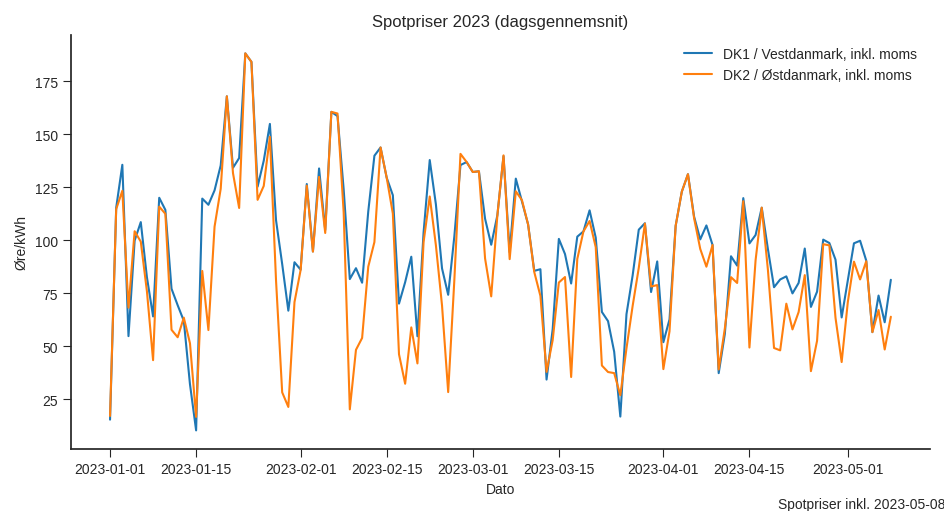 Spotpriser 2023 (dagsgennemsnit)
DK1 / Vestdanmark, inkl. moms
DK2 / Østdanmark, inkl. moms
175
150
125
100
75
50
25
Øre/kWh
2023-01-01 2023-01-15 2023-02-01 2023-02-15 2023-03-01 2023-03-15 2023-04-01 2023-04-15 2023-05-01
Dato
Spotpriser inkl. 2023-05-08